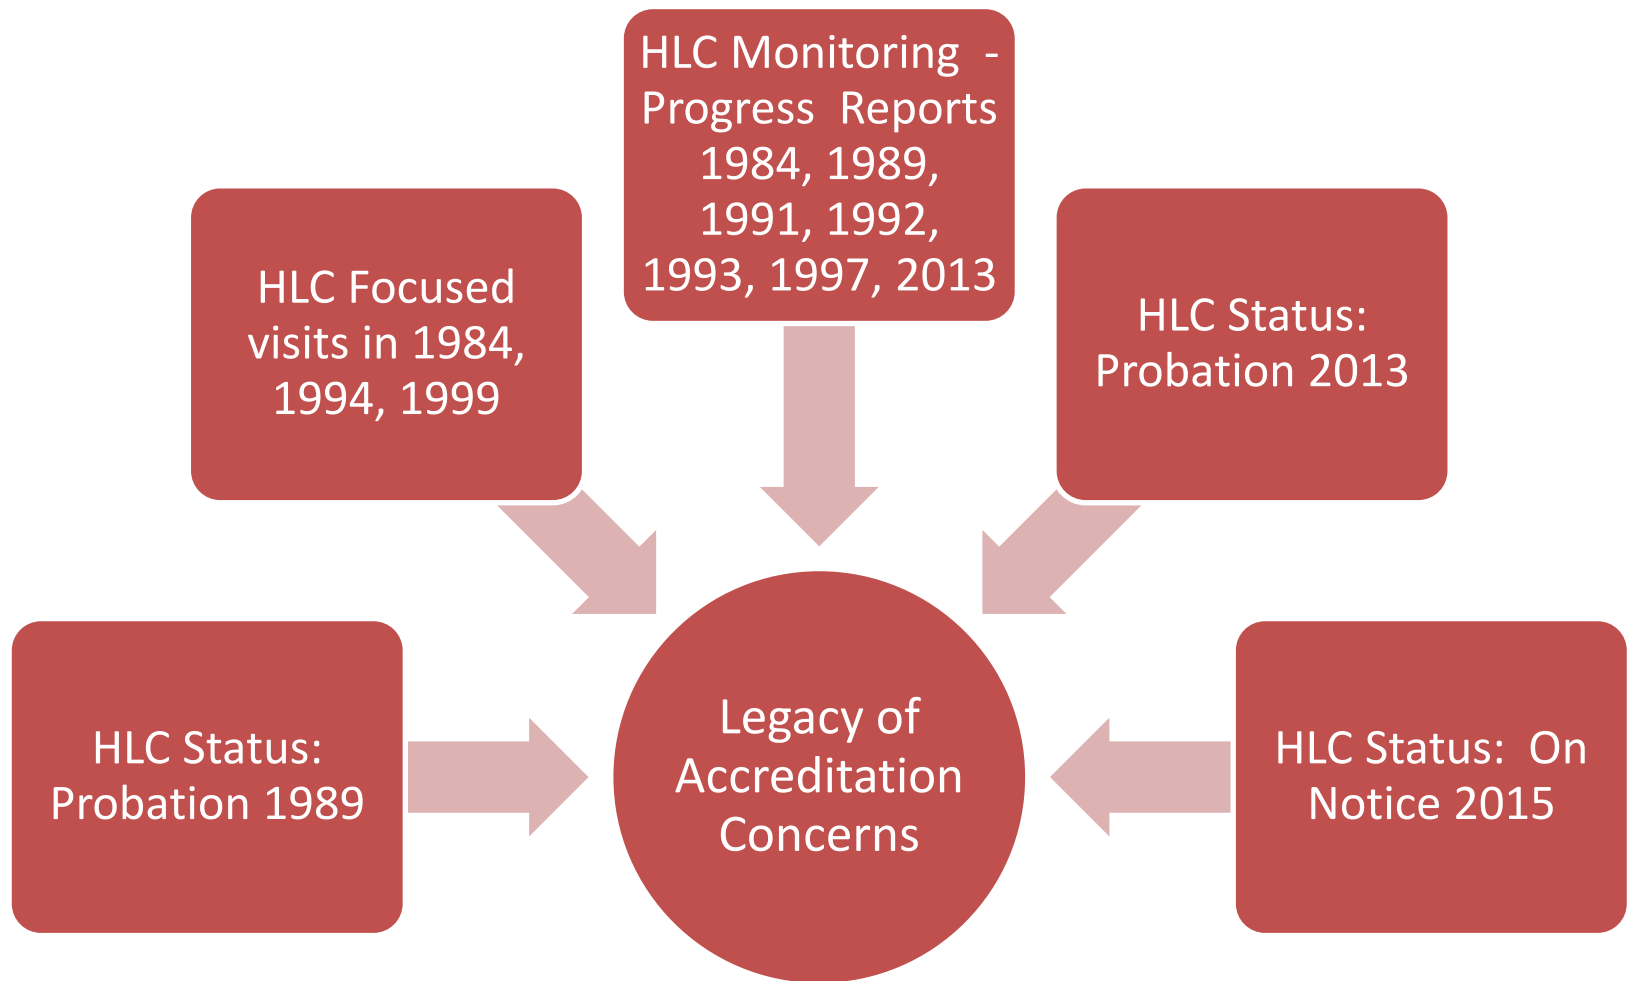 HLC Monitoring  -
Progress  Reports
1984, 1989,
1991, 1992,
1993, 1997, 2013
HLC Focused
visits in 1984,
1994, 1999
HLC Status:
Probation 2013
HLC Status:
Probation 1989
Legacy of
Accreditation
Concerns
HLC Status:  On
Notice 2015